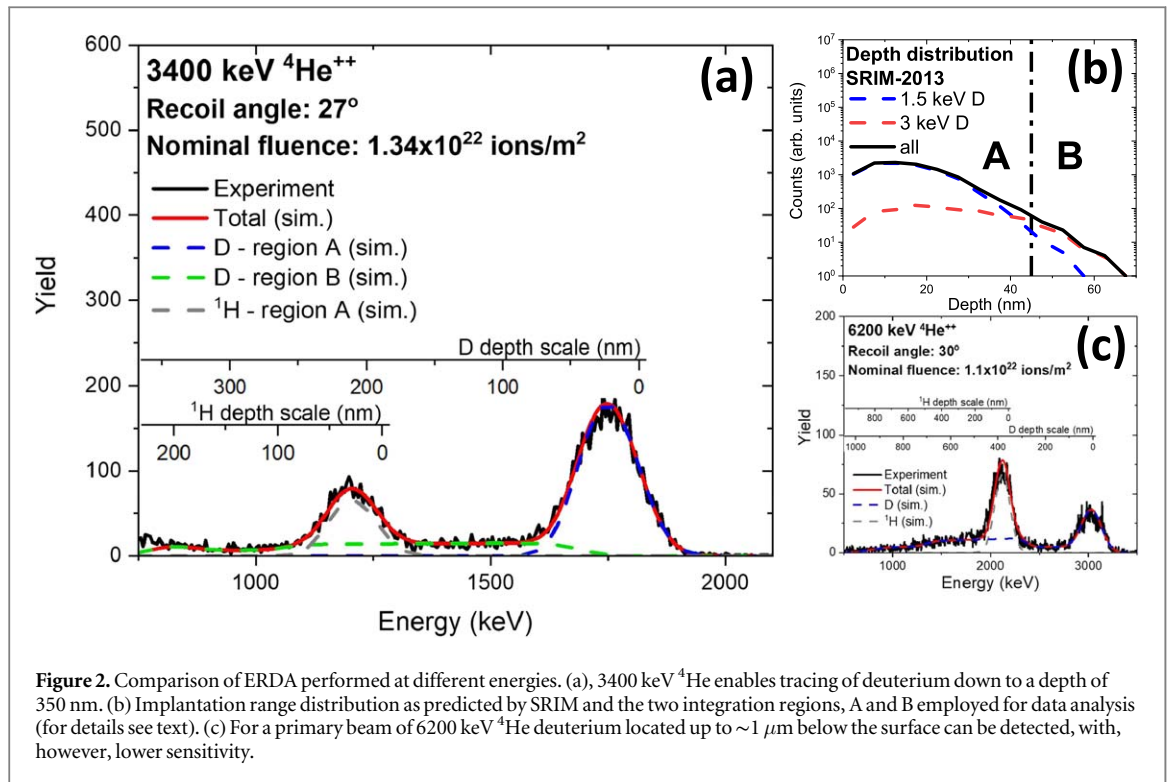 600
500
400
300
200
100
0
Yield
3400 keV ⁴He⁺⁺
Recoil angle: 27°
Nominal fluence: 1.34x10²² ions/m²
(a)
Experiment
Total (sim.)
D - region A (sim.)
D - region B (sim.)
¹H - region A (sim.)
D depth scale (nm)
300 200 100 0
¹H depth scale (nm)
200 100 0
1000 1500 2000
Energy (keV)
10⁷
10⁶
10⁵
10⁴
10³
10²
10¹
10⁰
Counts (arb. units)
Depth distribution
SRIM-2013
(b)
1.5 keV D
3 keV D
all
A B
0 20 40 60
Depth (nm)
200
150
100
50
0
Yield
6200 keV ⁴He⁺⁺
Recoil angle: 30°
Nominal fluence: 1.1x10²² ions/m²
(c)
¹H depth scale (nm)
800 600 400 200 0
D depth scale (nm)
1000 800 600 400 200 0
Experiment
Total (sim.)
D (sim.)
¹H (sim.)
1000 2000 3000
Energy (keV)
Figure 2. Comparison of ERDA performed at different energies. (a), 3400 keV ⁴He enables tracing of deuterium down to a depth of
350 nm. (b) Implantation range distribution as predicted by SRIM and the two integration regions, A and B employed for data analysis
(for details see text). (c) For a primary beam of 6200 keV ⁴He deuterium located up to ~1 μm below the surface can be detected, with,
however, lower sensitivity.